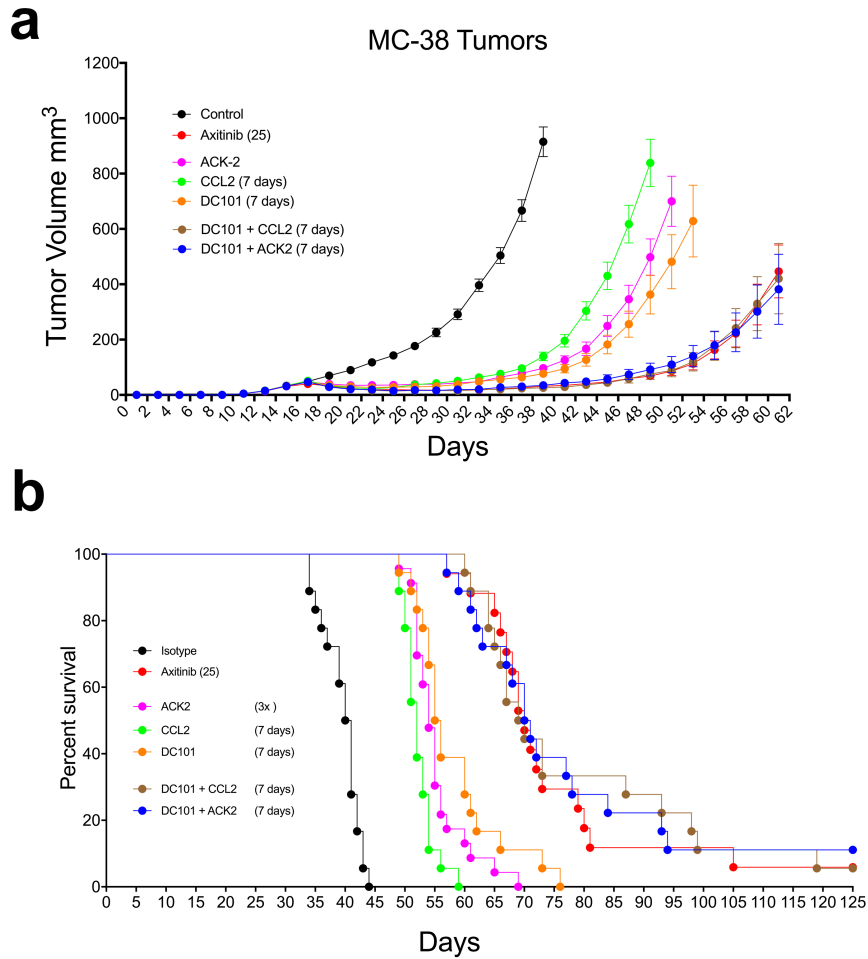 a
MC-38 Tumors
Tumor Volume mm3
1200
1000
800
600
400
200
0
Control
Axitinib (25)
ACK-2
CCL2 (7 days)
DC101 (7 days)
DC101 + CCL2 (7 days)
DC101 + ACK2 (7 days)
0 2 4 6 8 10 12 14 16 18 20 22 24 26 28 30 32 34 36 38 40 42 44 46 48 50 52 54 56 58 60 62
Days
b
Percent survival
100
80
60
40
20
0
Isotype
Axitinib (25)
ACK2 (3x )
CCL2 (7 days)
DC101 (7 days)
DC101 + CCL2 (7 days)
DC101 + ACK2 (7 days)
0 5 10 15 20 25 30 35 40 45 50 55 60 65 70 75 80 85 90 95 100 105 110 115 120 125
Days